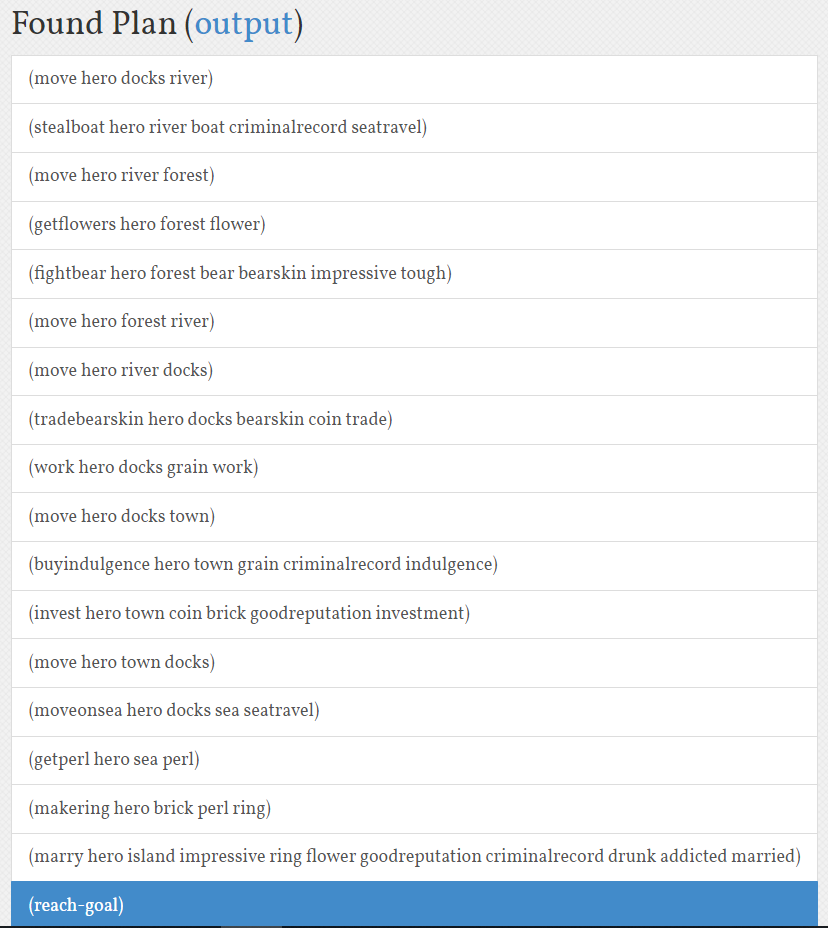 Found Plan (output)
(move hero docks river)
(stealboat hero river boat criminalrecord seatravel)
(move hero river forest)
(getflowers hero forest flower)
(fightbear hero forest bear bearskin impressive tough)
(move hero forest river)
(move hero river docks)
(tradebearskin hero docks bearskin coin trade)
(work hero docks grain work)
(move hero docks town)
(buyindulgence hero town grain criminalrecord indulgence)
(invest hero town coin brick goodreputation investment)
(move hero town docks)
(moveonsea hero docks sea seatravel)
(getperl hero sea perl)
(makering hero brick perl ring)
(marry hero island impressive ring flower goodreputation criminalrecord drunk addicted married)
(reach-goal)